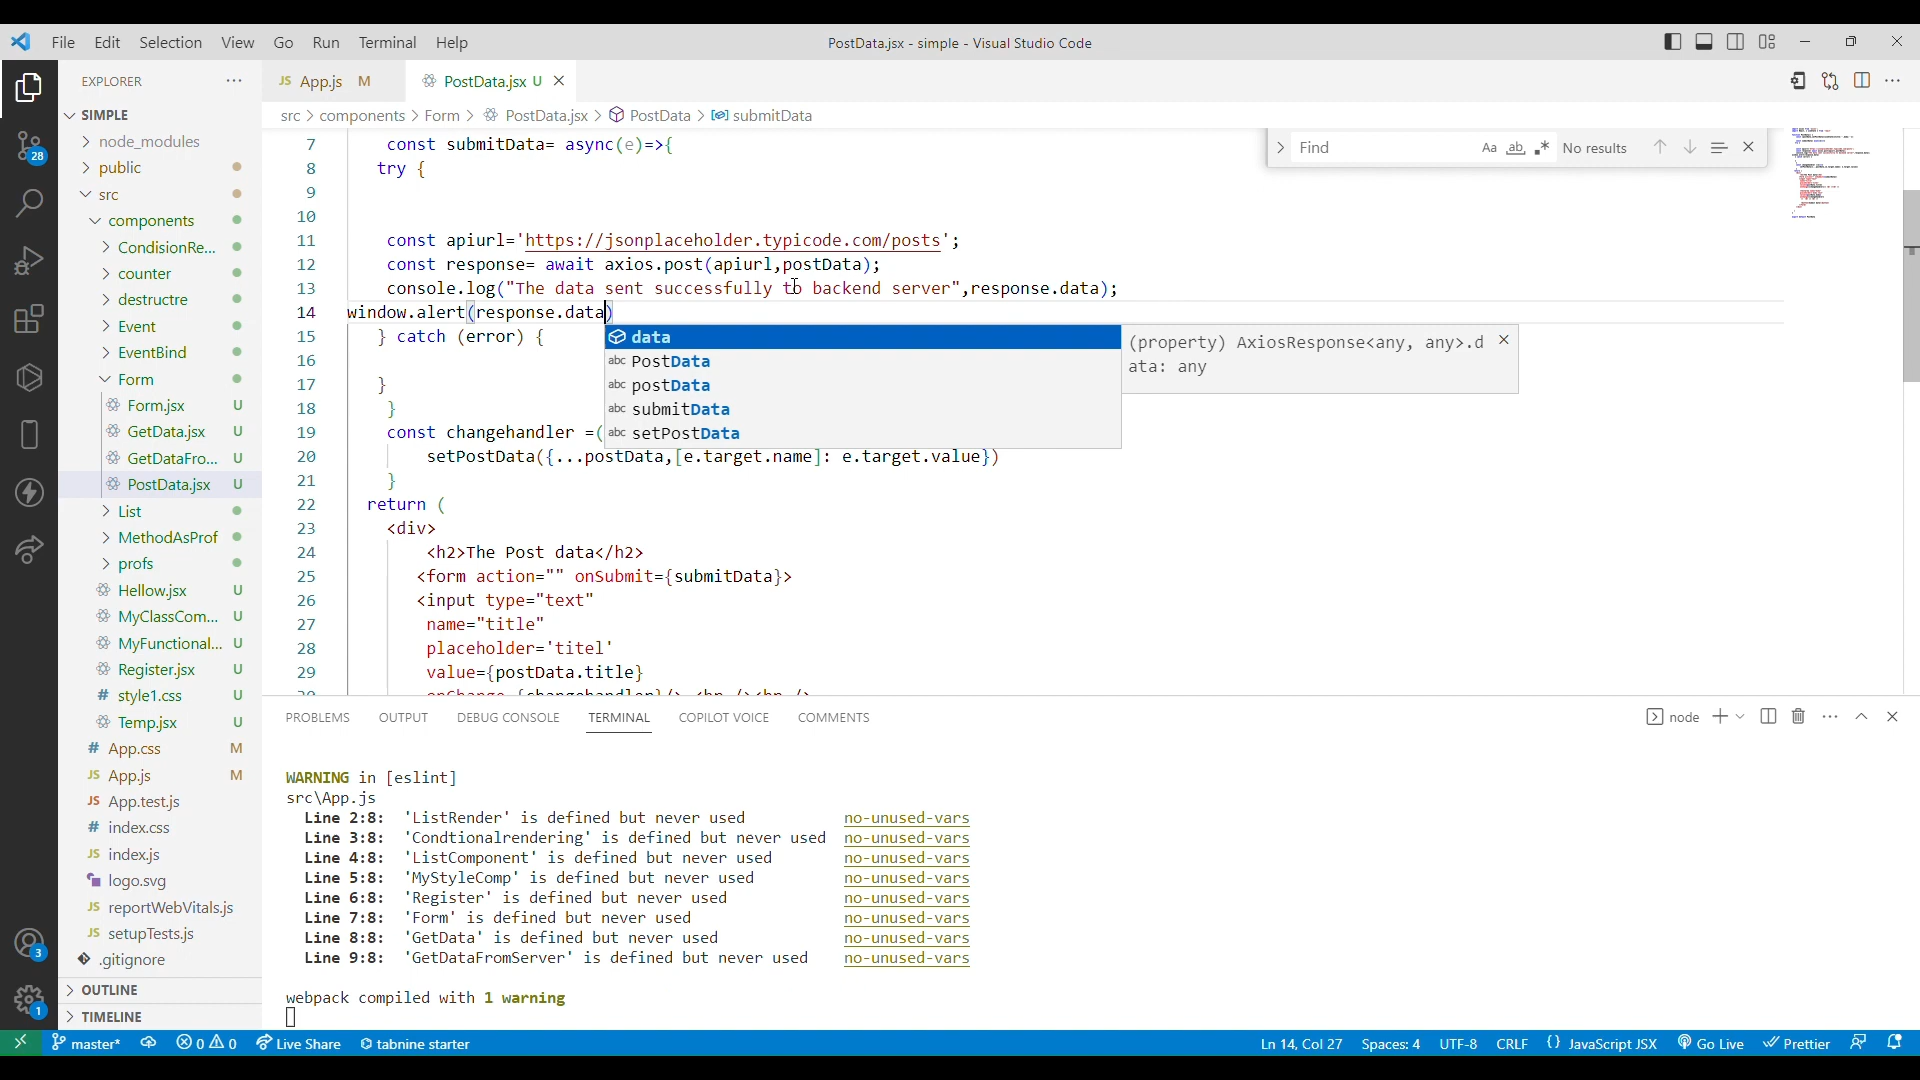 File Edit Selection View Go Run Terminal Help
PostData.jsx - simple - Visual Studio Code
EXPLORER
SIMPLE
node_modules
public
src
components
CondisionRe...
counter
destructre
Event
EventBind
Form
Form.jsx U
GetData.jsx U
GetDataFro... U
PostData.jsx U
List
MethodAsProf
profs
Hellow.jsx U
MyClassCom... U
MyFunctional... U
Register.jsx U
style1.css U
Temp.jsx U
App.css M
JS App.js M
JS App.test.js
index.css
JS index.js
logo.svg
JS reportWebVitals.js
JS setupTests.js
.gitignore
OUTLINE
TIMELINE
28
3
1
JS App.js M
PostData.jsx U
src > components > Form > PostData.jsx > PostData > submitData
Find Aa ab No results
7 const submitData= async(e)=>{
8 try {
9
10
11 const apiurl='https://jsonplaceholder.typicode.com/posts';
12 const response= await axios.post(apiurl,postData);
13 console.log("The data sent successfully to backend server",response.data);
14 window.alert(response.data)
15 } catch (error) {
16
17 }
18 }
19 const changehandler =(
20 setPostData({...postData,[e.target.name]: e.target.value})
21 }
22 return (
23 <div>
24 <h2>The Post data</h2>
25 <form action="" onSubmit={submitData}>
26 <input type="text"
27 name="title"
28 placeholder='titel'
29 value={postData.title}
data
abc PostData
abc postData
abc submitData
abc setPostData
(property) AxiosResponse<any, any>.d
ata: any
PROBLEMS OUTPUT DEBUG CONSOLE TERMINAL COPILOT VOICE COMMENTS
node
WARNING in [eslint]
src\App.js
Line 2:8: 'ListRender' is defined but never used no-unused-vars
Line 3:8: 'Condtionalrendering' is defined but never used no-unused-vars
Line 4:8: 'ListComponent' is defined but never used no-unused-vars
Line 5:8: 'MyStyleComp' is defined but never used no-unused-vars
Line 6:8: 'Register' is defined but never used no-unused-vars
Line 7:8: 'Form' is defined but never used no-unused-vars
Line 8:8: 'GetData' is defined but never used no-unused-vars
Line 9:8: 'GetDataFromServer' is defined but never used no-unused-vars
webpack compiled with 1 warning
master* 0 0 Live Share tabnine starter
Ln 14, Col 27 Spaces: 4 UTF-8 CRLF {} JavaScript JSX Go Live Prettier